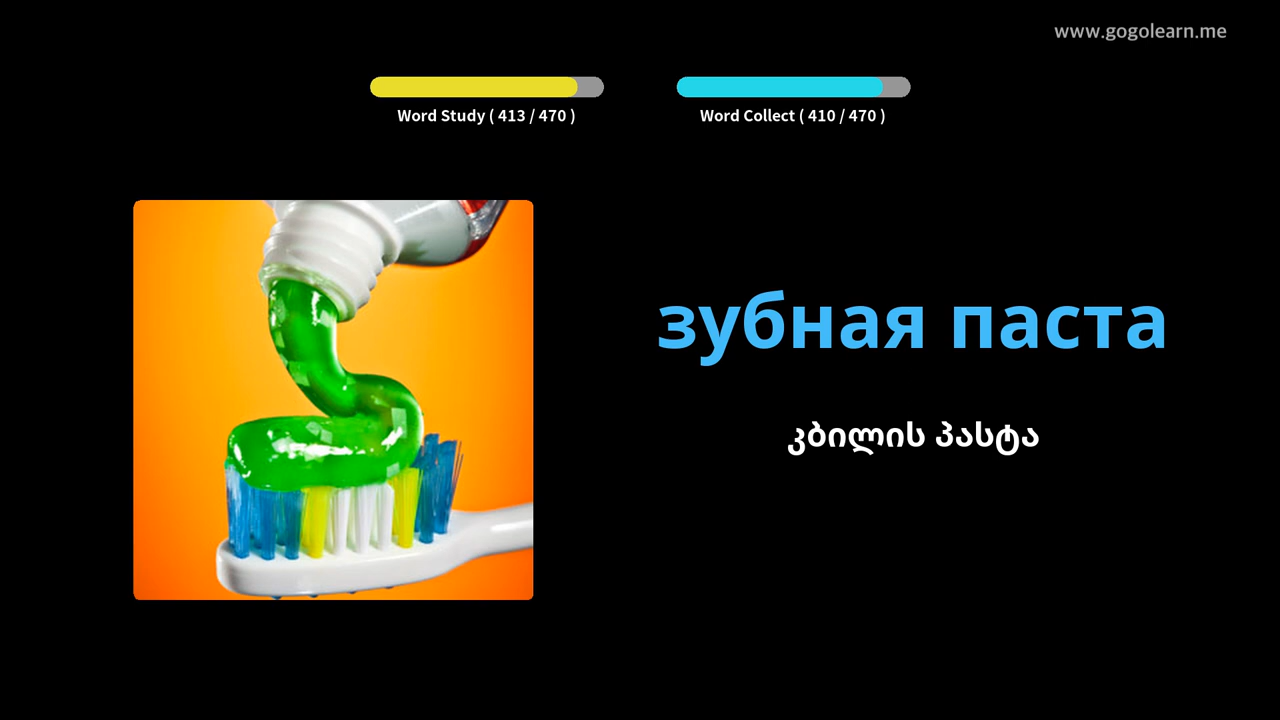 www.gogolearn.me
Word Study ( 413 / 470 )
Word Collect ( 410 / 470 )
зубная паста
კბილის პასტა